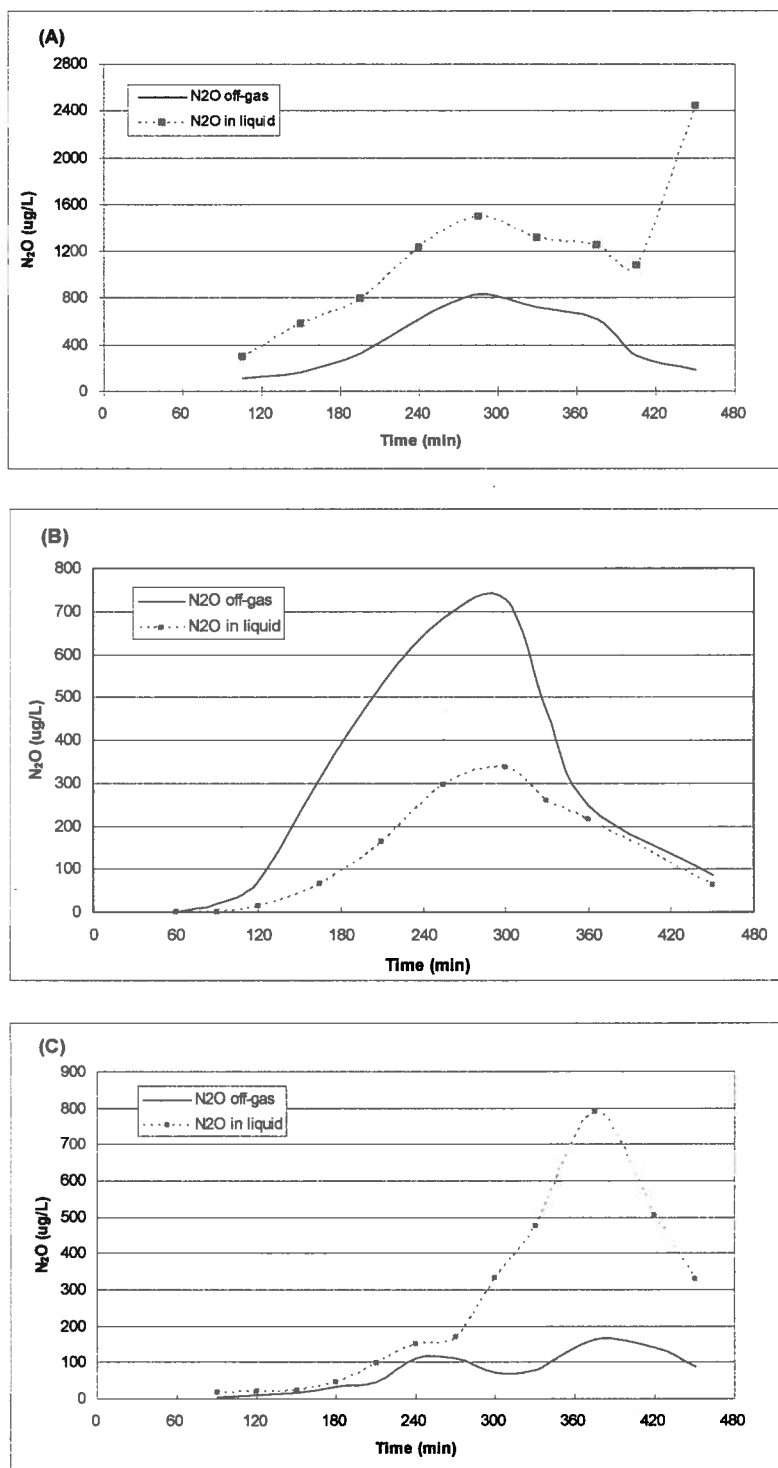 (A)
2800
2400
2000
1600
1200
800
400
0
N₂O (ug/L)
N2O off-gas
N2O in liquid
0 60 120 180 240 300 360 420 480
Time (min)
(B)
800
700
600
500
400
300
200
100
0
N₂O (ug/L)
N2O off-gas
N2O in liquid
0 60 120 180 240 300 360 420 480
Time (min)
(C)
900
800
700
600
500
400
300
200
100
0
N₂O (ug/L)
N2O off-gas
N2O in liquid
0 60 120 180 240 300 360 420 480
Time (min)